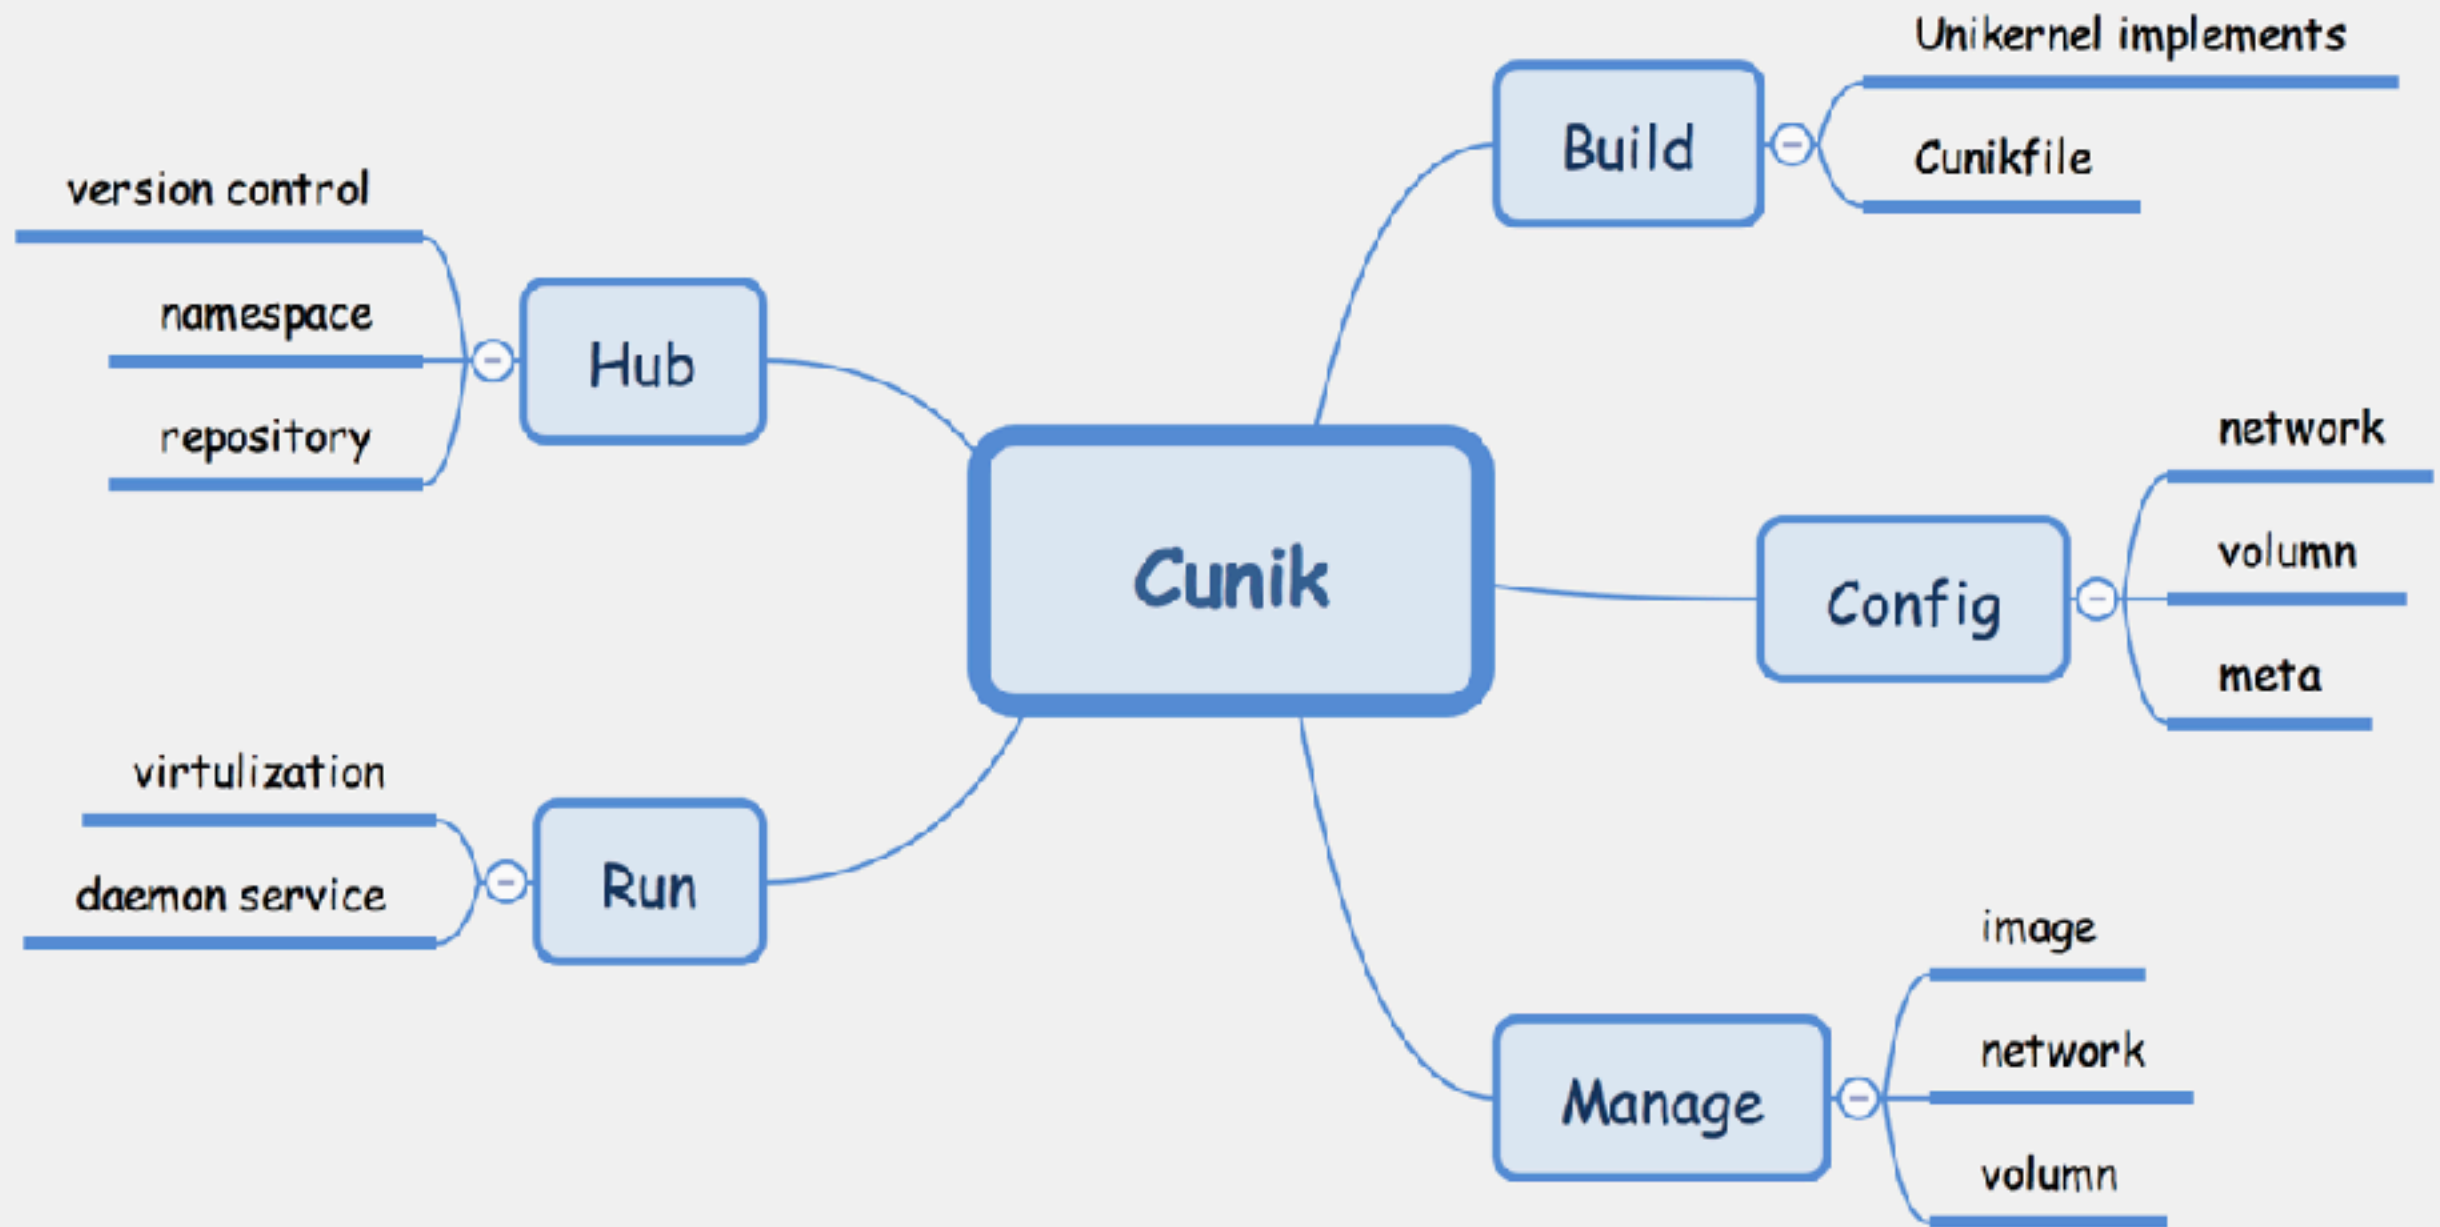 Unikernel implements
Build
Cunikfile
version control
namespace
Hub
repository
network
volumn
Config
meta
Cunik
virtulization
Run
daemon service
image
network
Manage
volumn